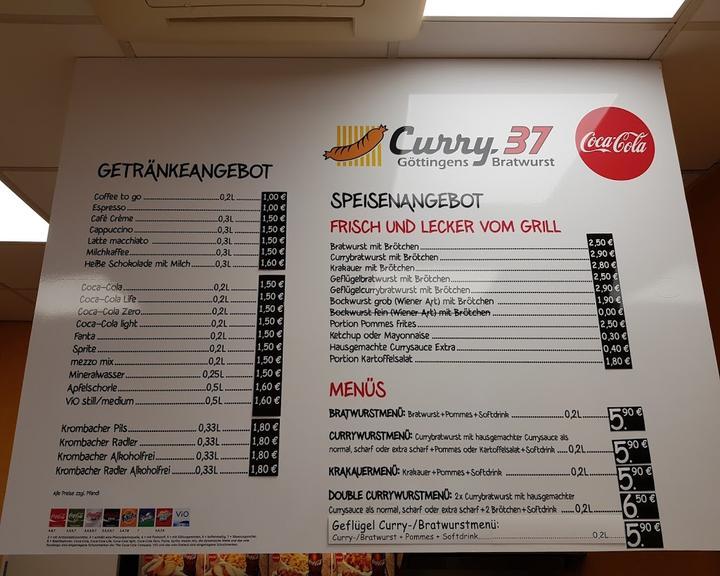 Curry 37
Göttingens Bratwurst
Coca-Cola
GETRÄNKEANGEBOT
Coffee to go 0,2L 1,00 €
Espresso 1,00 €
Café Crème 0,3L 1,50 €
Cappuccino 0,3L 1,50 €
Latte macchiato 0,3L 1,50 €
Milchkaffee 0,3L 1,50 €
Heiße Schokolade mit Milch 0,3L 1,60 €
Coca-Cola 0,2L 1,50 €
Coca-Cola Life 0,2L 1,50 €
Coca-Cola Zero 0,2L 1,50 €
Coca-Cola light 0,2L 1,50 €
Fanta 0,2L 1,50 €
Sprite 0,2L 1,50 €
mezzo mix 0,2L 1,50 €
Mineralwasser 0,25L 1,50 €
Apfelschorle 0,5L 1,60 €
ViO still/medium 0,5L 1,60 €
Krombacher Pils 0,33L 1,80 €
Krombacher Radler 0,33L 1,80 €
Krombacher Alkoholfrei 0,33L 1,80 €
Krombacher Radler Alkoholfrei 0,33L 1,80 €
Alle Preise zzgl. Pfand!
ViO
SPEISENANGEBOT
FRISCH UND LECKER VOM GRILL
Bratwurst mit Brötchen 2,50 €
Currybratwurst mit Brötchen 2,90 €
Krakauer mit Brötchen 2,80 €
Geflügelbratwurst mit Brötchen 2,50 €
Geflügelcurrybratwurst mit Brötchen 2,90 €
Bockwurst grob (Wiener Art) mit Brötchen 1,90 €
Bockwurst fein (Wiener Art) mit Brötchen 0,00 €
Portion Pommes frites 2,50 €
Ketchup oder Mayonnaise 0,30 €
Hausgemachte Currysauce Extra 0,40 €
Portion Kartoffelsalat 1,80 €
MENÜS
BRATWURSTMENÜ: Bratwurst + Pommes + Softdrink 0,2L 5.90 €
CURRYWURSTMENÜ: Currybratwurst mit hausgemachter Currysauce als
normal, scharf oder extra scharf + Pommes oder Kartoffelsalat + Softdrink 0,2L 5.90 €
KRAKAUERMENÜ: Krakauer + Pommes + Softdrink 0,2L 5.90 €
DOUBLE CURRYWURSTMENÜ: 2x Currybratwurst mit hausgemachter
Currysauce als normal, scharf oder extra scharf + 2 Brötchen + Softdrink 0,2L 6.50 €
Geflügel Curry-/Bratwurstmenü:
Curry-/Bratwurst + Pommes + Softdrink 0,2L 5.90 €